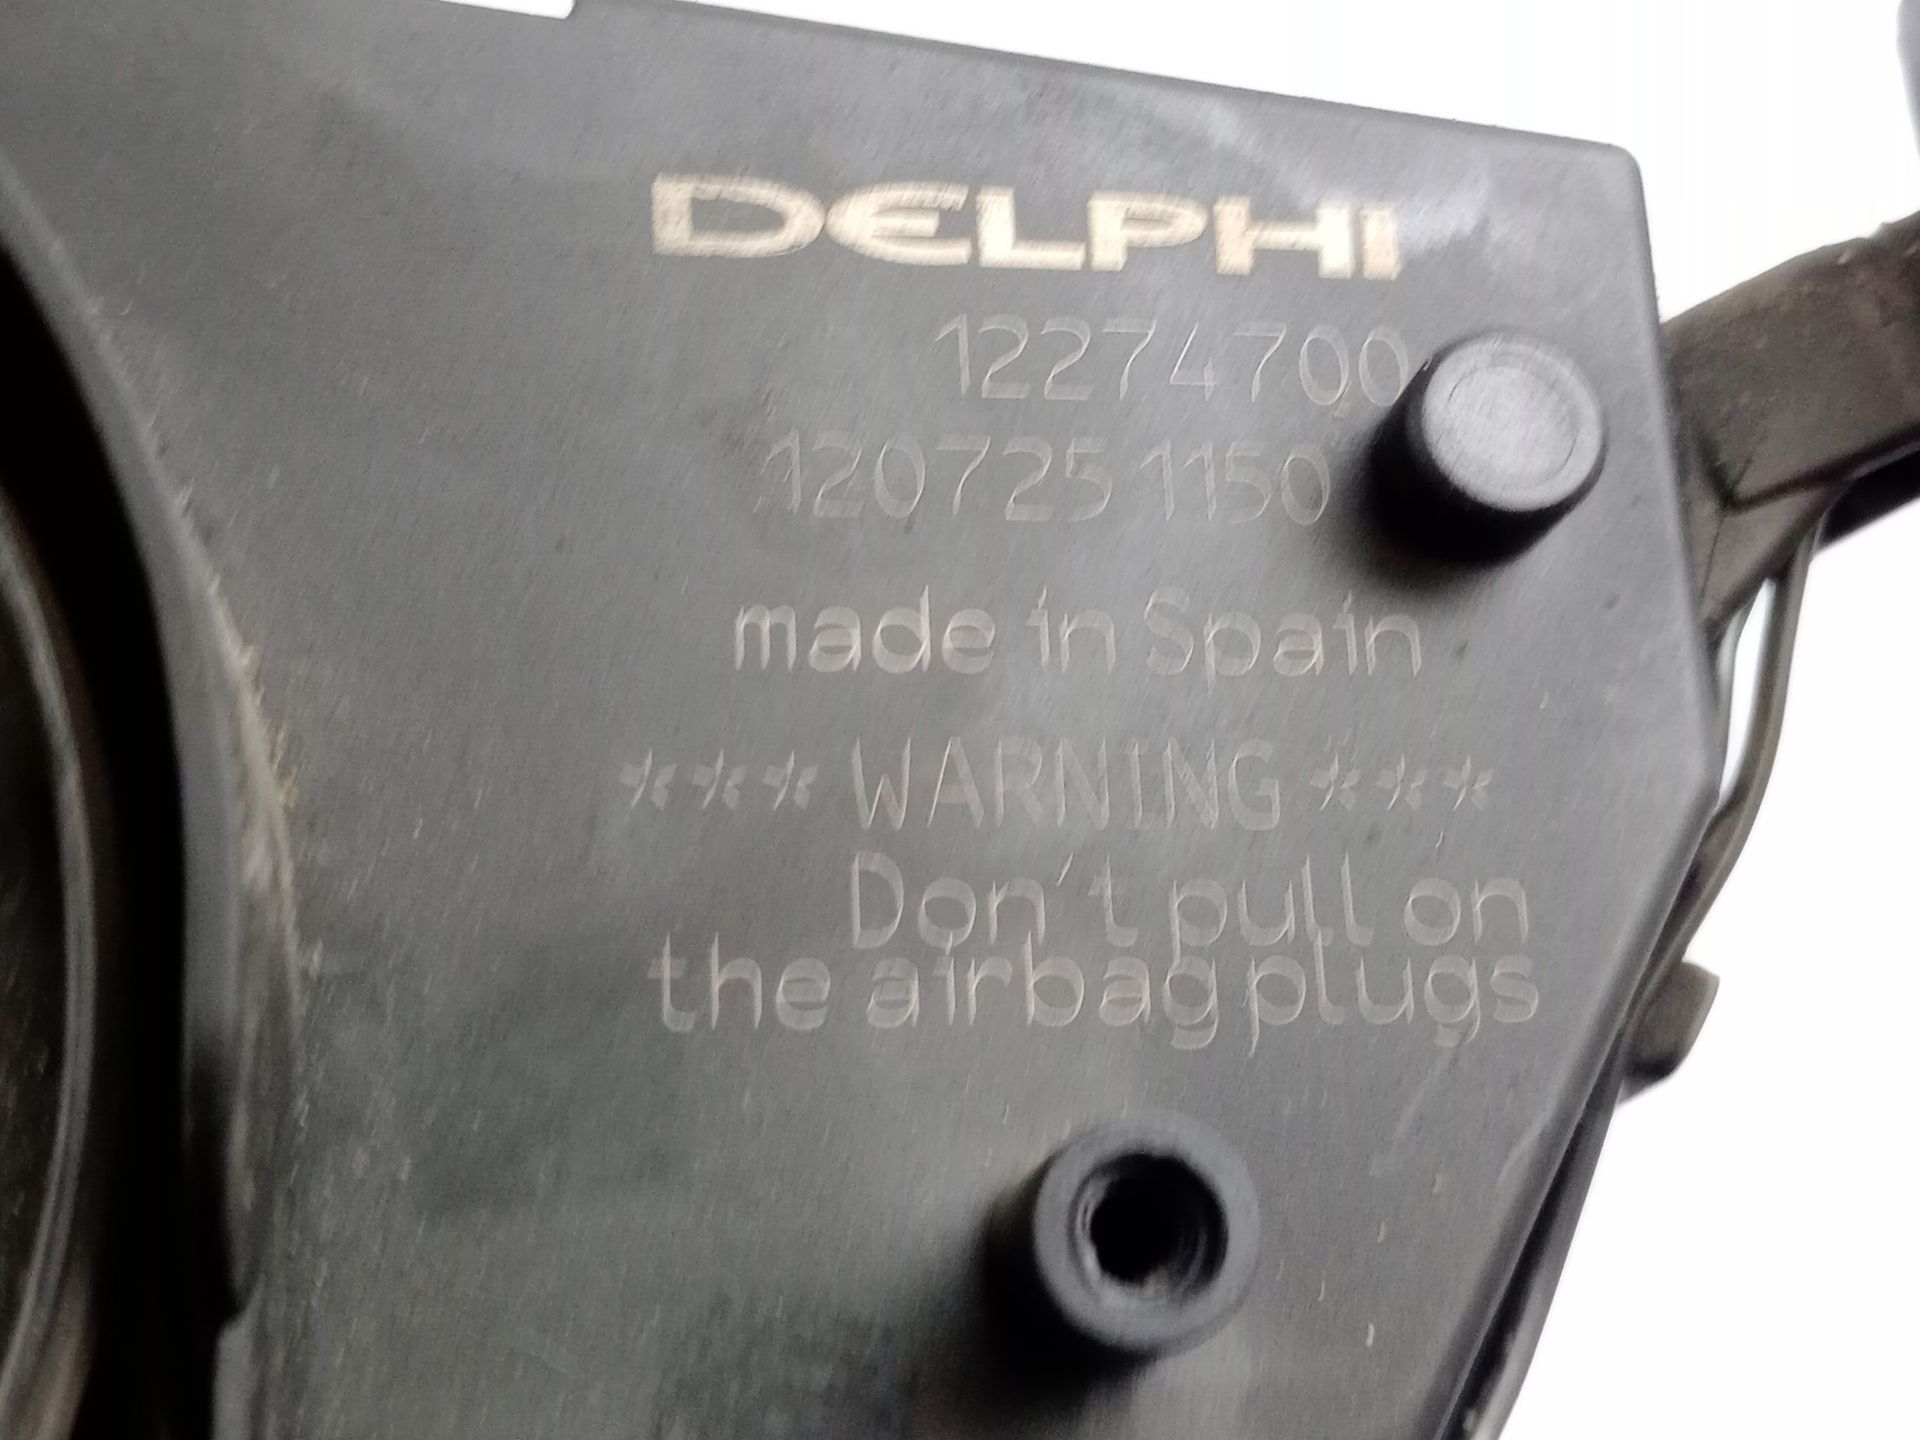 DELPHI
12274700
1207251150
made in Spain
*** WARNING ***
Don't pull on
the airbag plugs